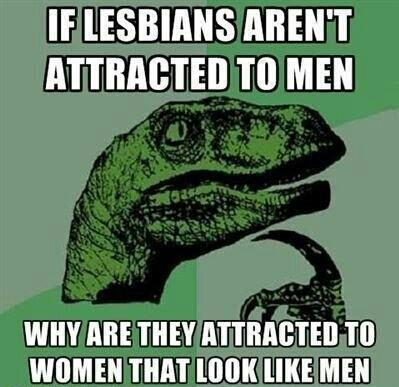 IF LESBIANS AREN'T
ATTRACTED TO MEN
WHY ARE THEY ATTRACTED TO
WOMEN THAT LOOK LIKE MEN